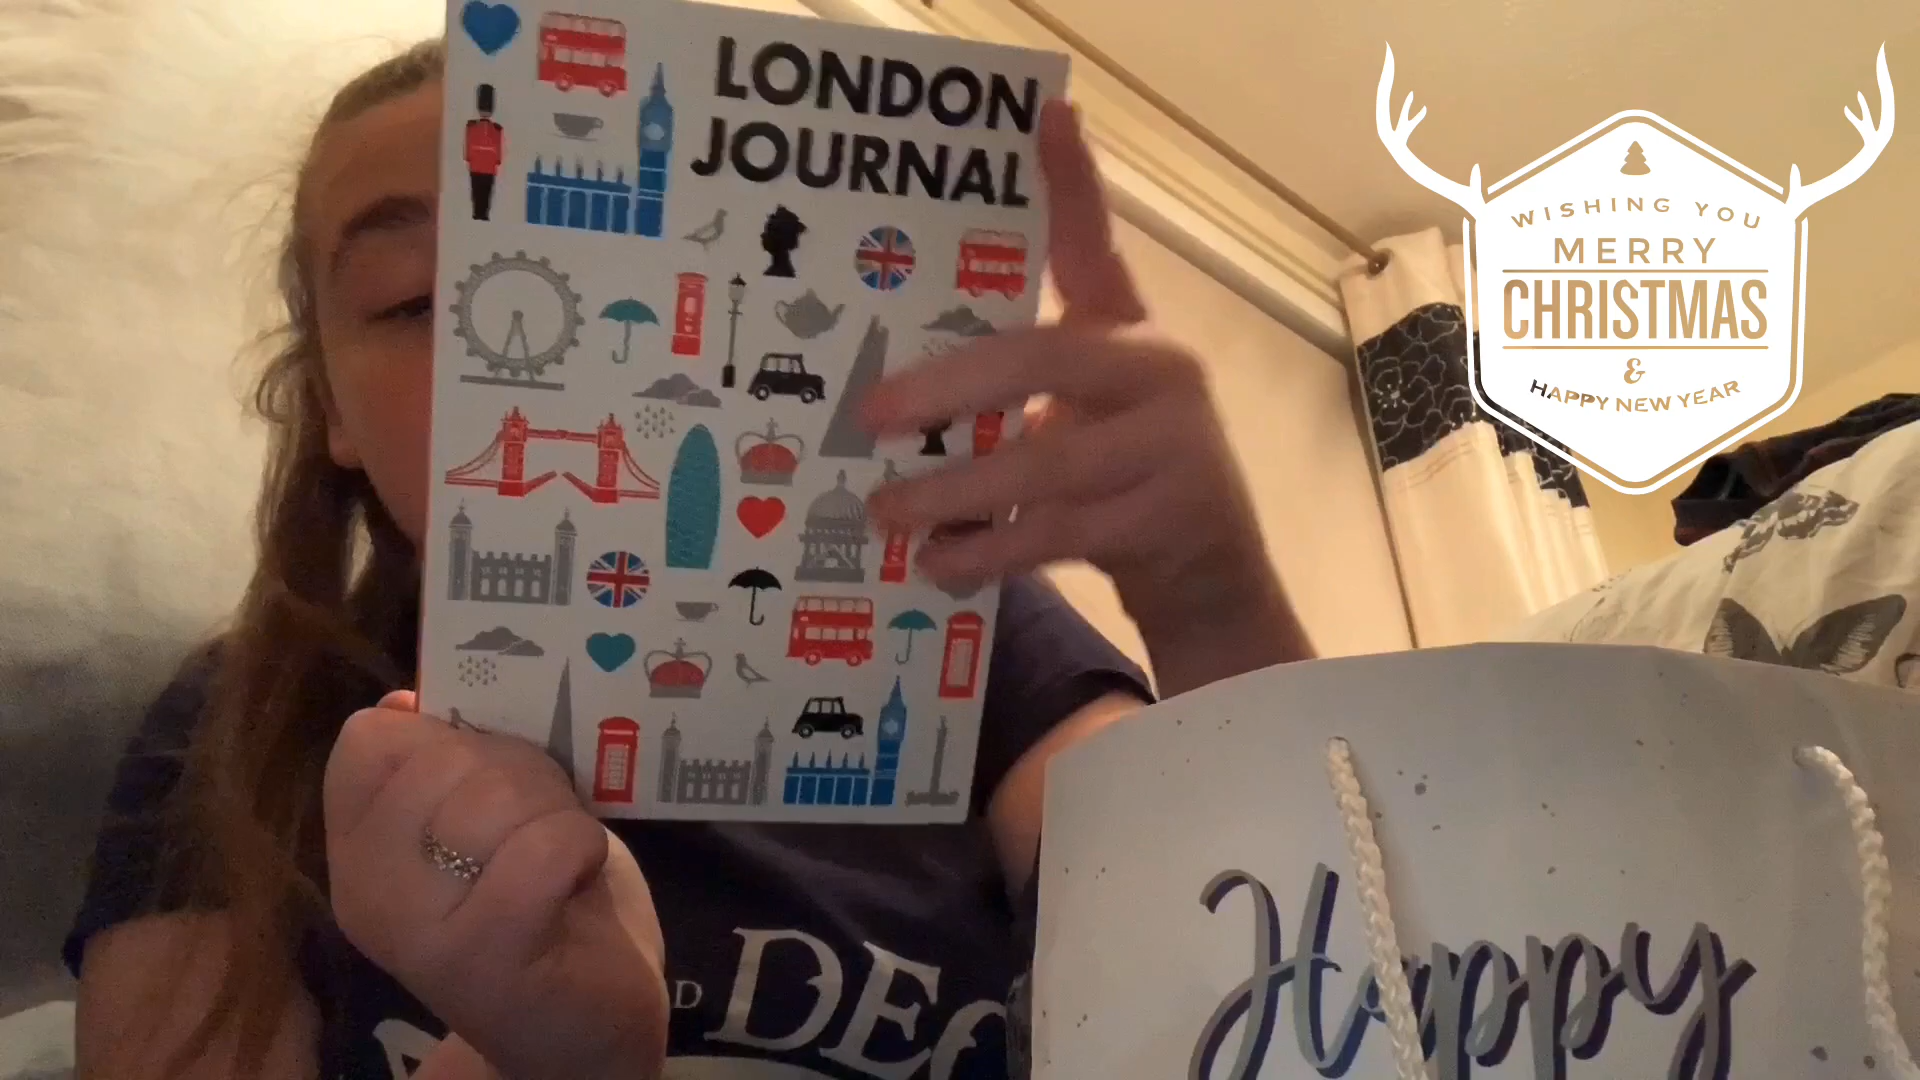 LONDON
JOURNAL
WISHING YOU
MERRY
CHRISTMAS
&
HAPPY NEW YEAR
Happy